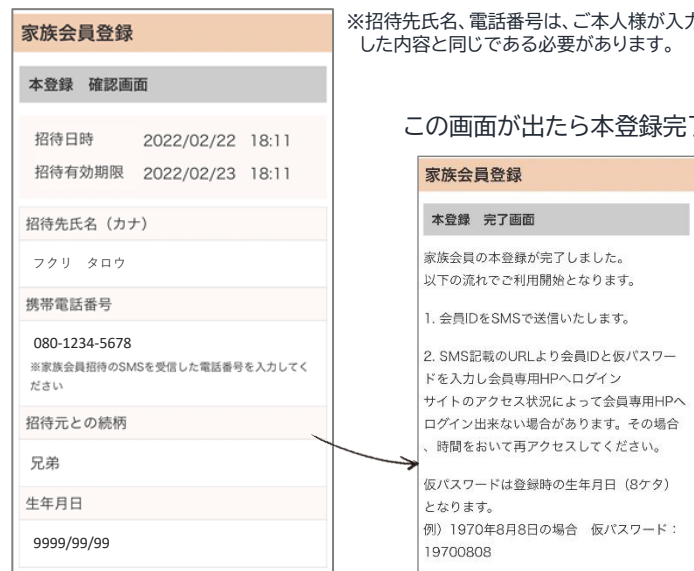 家族会員登録
本登録 確認画面
招待日時 2022/02/22 18:11
招待有効期限 2022/02/23 18:11
招待先氏名（カナ）
フクリ タロウ
携帯電話番号
080-1234-5678
※家族会員招待のSMSを受信した電話番号を入力してく
ださい
招待元との続柄
兄弟
生年月日
9999/99/99
※招待先氏名、電話番号は、ご本人様が入力
した内容と同じである必要があります。
この画面が出たら本登録完了
家族会員登録
本登録 完了画面
家族会員の本登録が完了しました。
以下の流れでご利用開始となります。
1. 会員IDをSMSで送信いたします。
2. SMS記載のURLより会員IDと仮パスワー
ドを入力し会員専用HPへログイン
サイトのアクセス状況によって会員専用HPへ
ログイン出来ない場合があります。その場合
、時間をおいて再アクセスしてください。
仮パスワードは登録時の生年月日（8ケタ）
となります。
例）1970年8月8日の場合 仮パスワード：
19700808